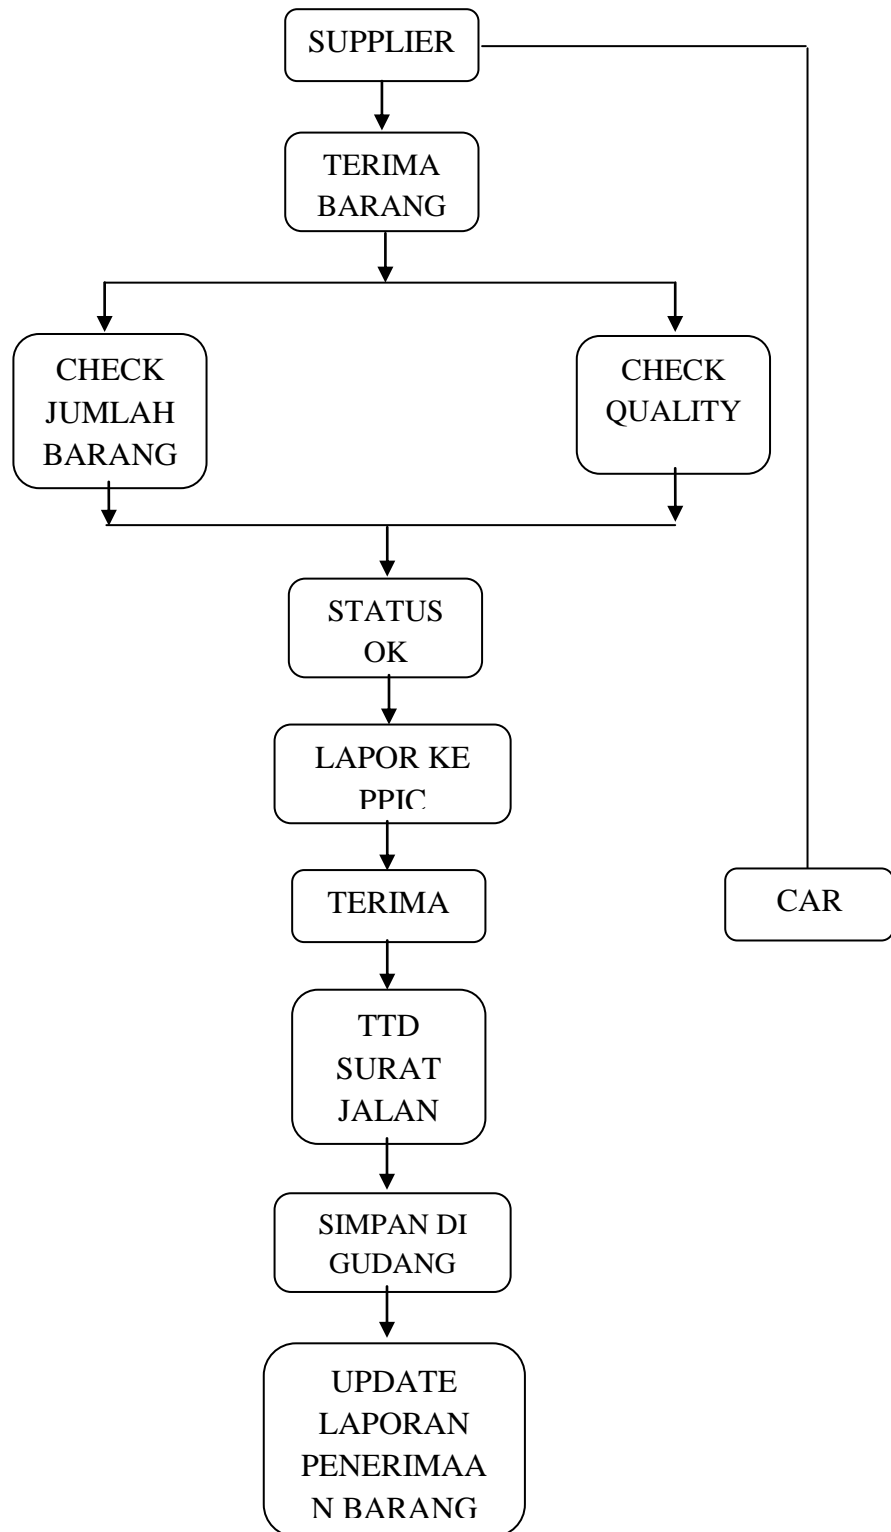 SUPPLIER
TERIMA
BARANG
CHECK
JUMLAH
BARANG
CHECK
QUALITY
STATUS
OK
LAPOR KE
PPIC
TERIMA
CAR
TTD
SURAT
JALAN
SIMPAN DI
GUDANG
UPDATE
LAPORAN
PENERIMAA
N BARANG